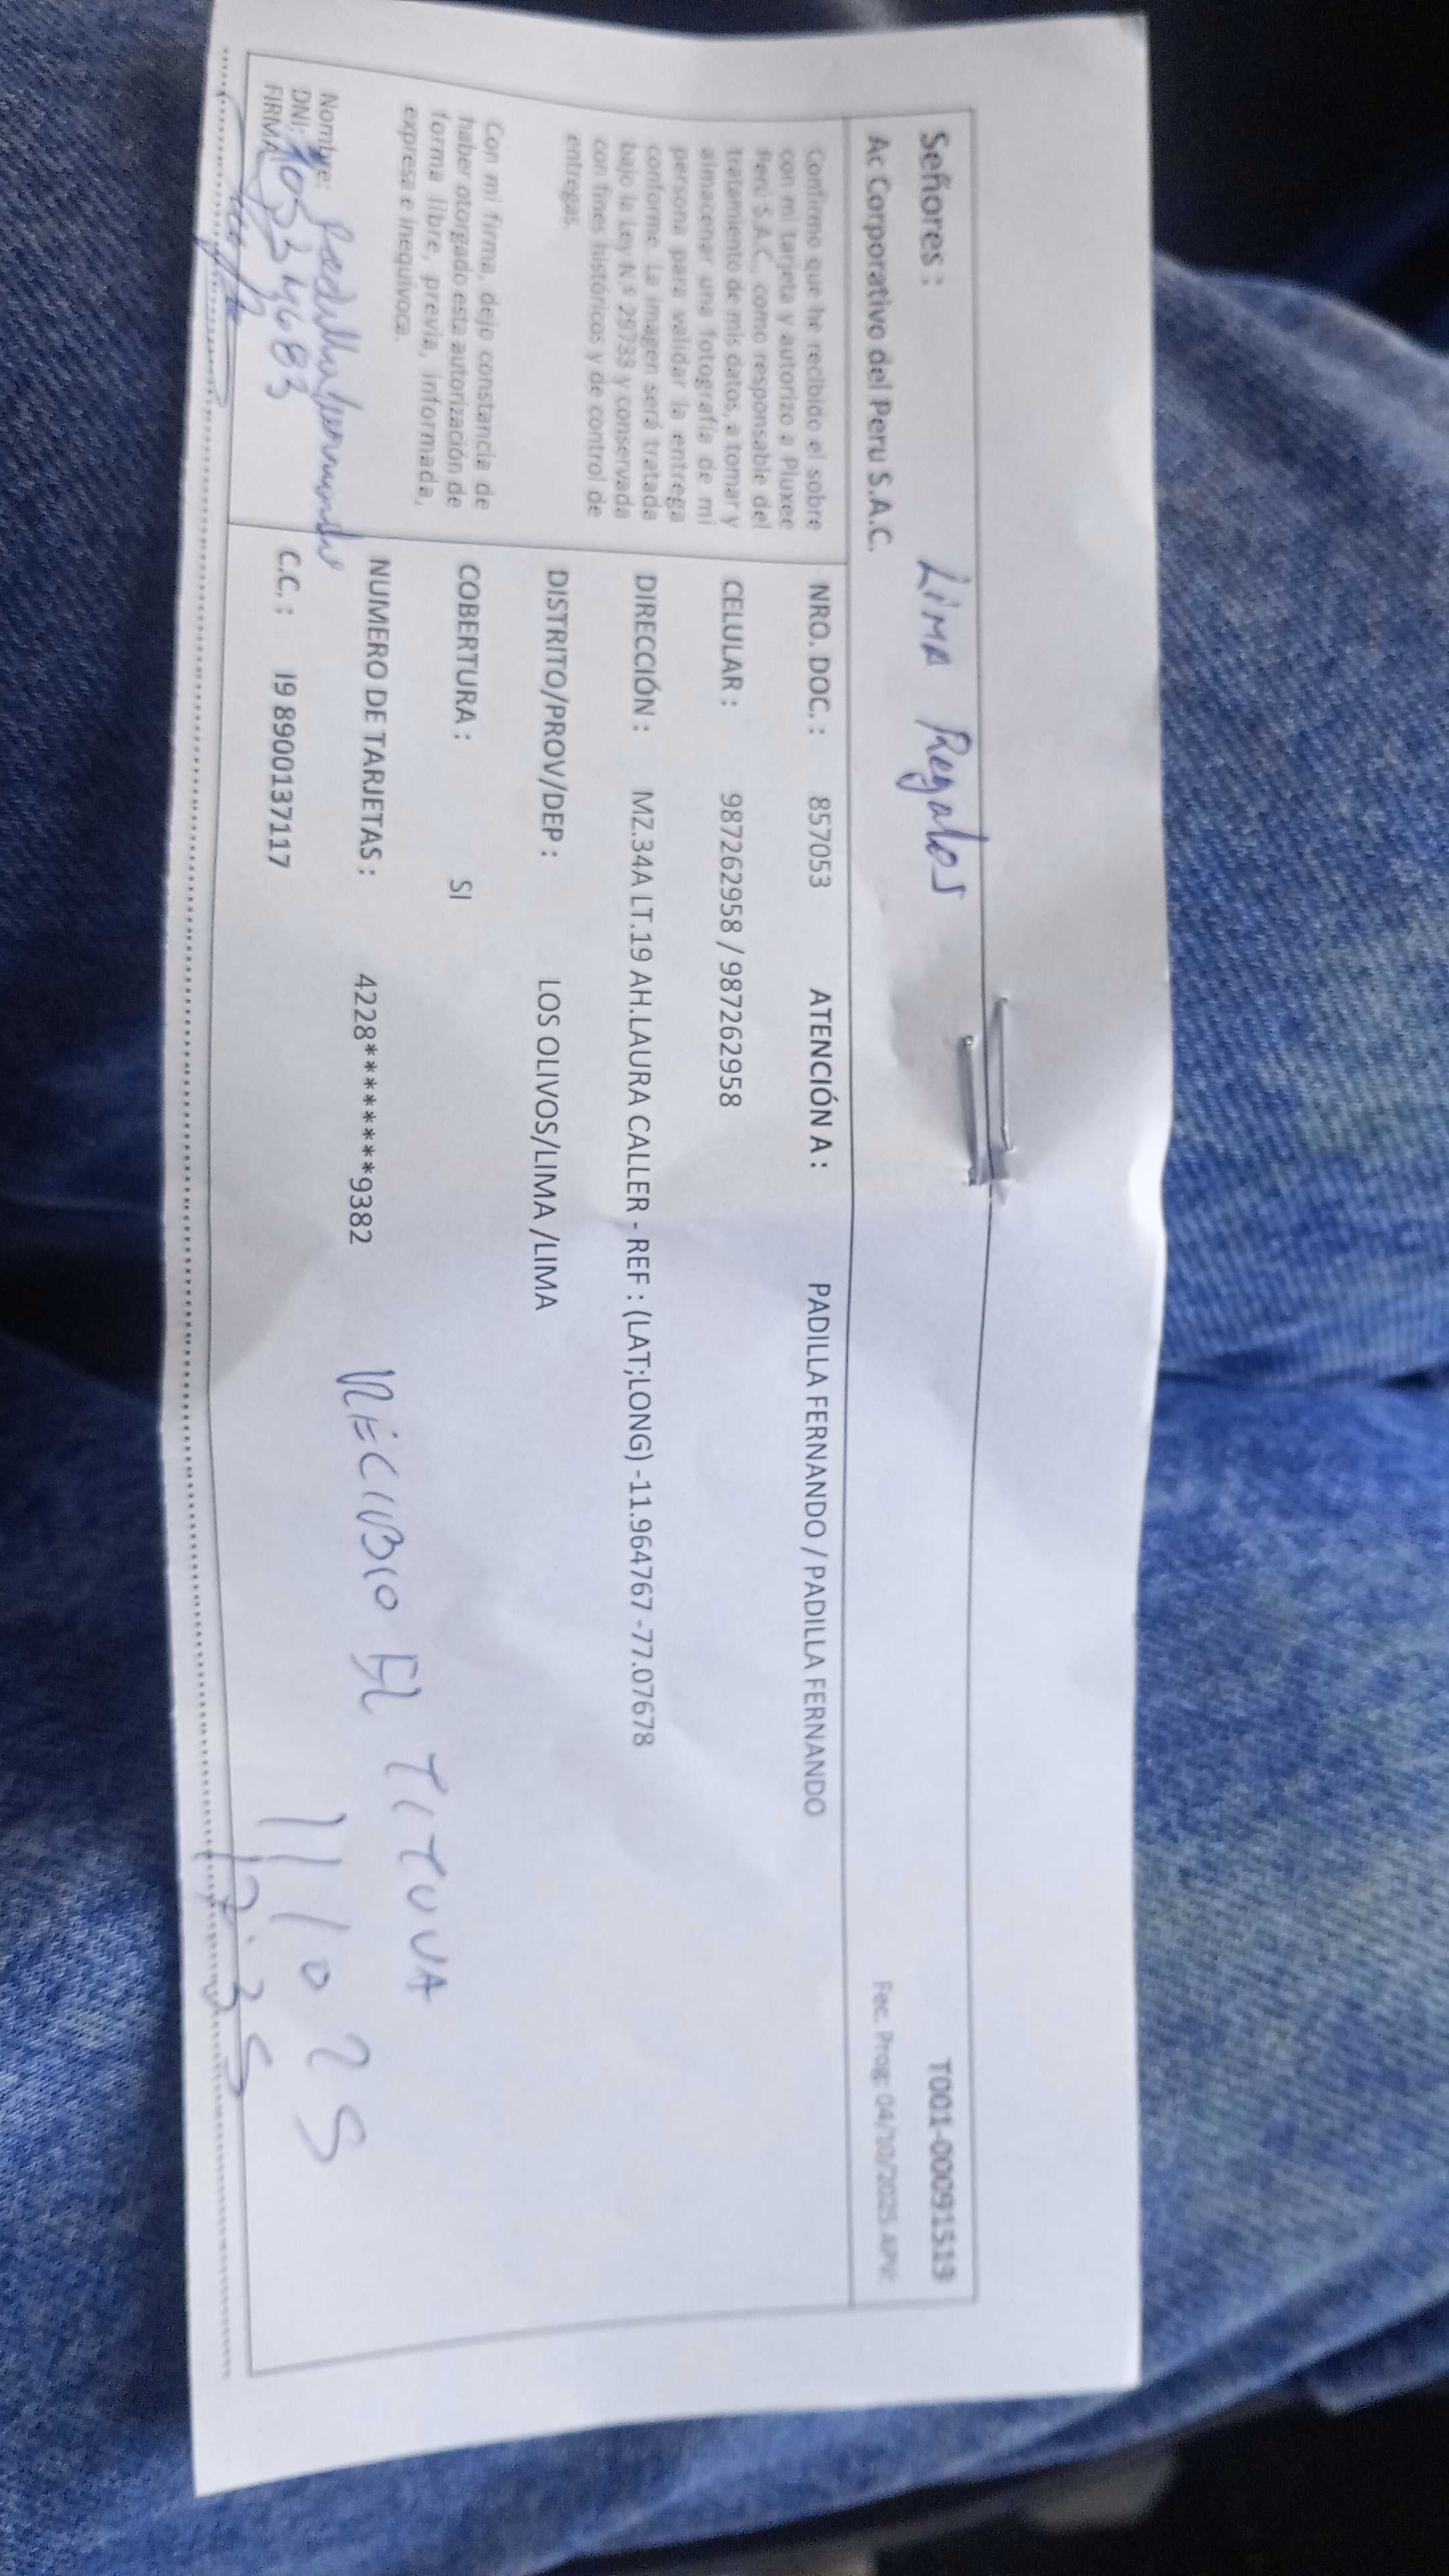 Lima Regalos
Señores :
T001-00091519
Ac Corporativo del Peru S.A.C.
Fec. Prog: 04/10/2025 APV:
Confirmo que he recibido el sobre
con mi tarjeta y autorizo a Pluxee
Perú S.A.C., como responsable del
tratamiento de mis datos, a tomar y
almacenar una fotografía de mi
persona para validar la entrega
conforme. La imagen será tratada
bajo la Ley N.º 29733 y conservada
con fines históricos y de control de
entregas.
Con mi firma, dejo constancia de
haber otorgado esta autorización de
forma libre, previa, informada,
expresa e inequívoca.
Nombre: Padilla Fernando
DNI:
FIRMA
NRO. DOC. : 857053 ATENCIÓN A : PADILLA FERNANDO / PADILLA FERNANDO
CELULAR : 987262958 / 987262958
DIRECCIÓN : MZ.34A LT.19 AH.LAURA CALLER - REF : (LAT;LONG) -11.964767 -77.07678
DISTRITO/PROV/DEP : LOS OLIVOS/LIMA /LIMA
COBERTURA : SI
NUMERO DE TARJETAS : 4228********9382
C.C. : I9 8900137117
RECIBIO EL TITULA
11 10 25
12:35